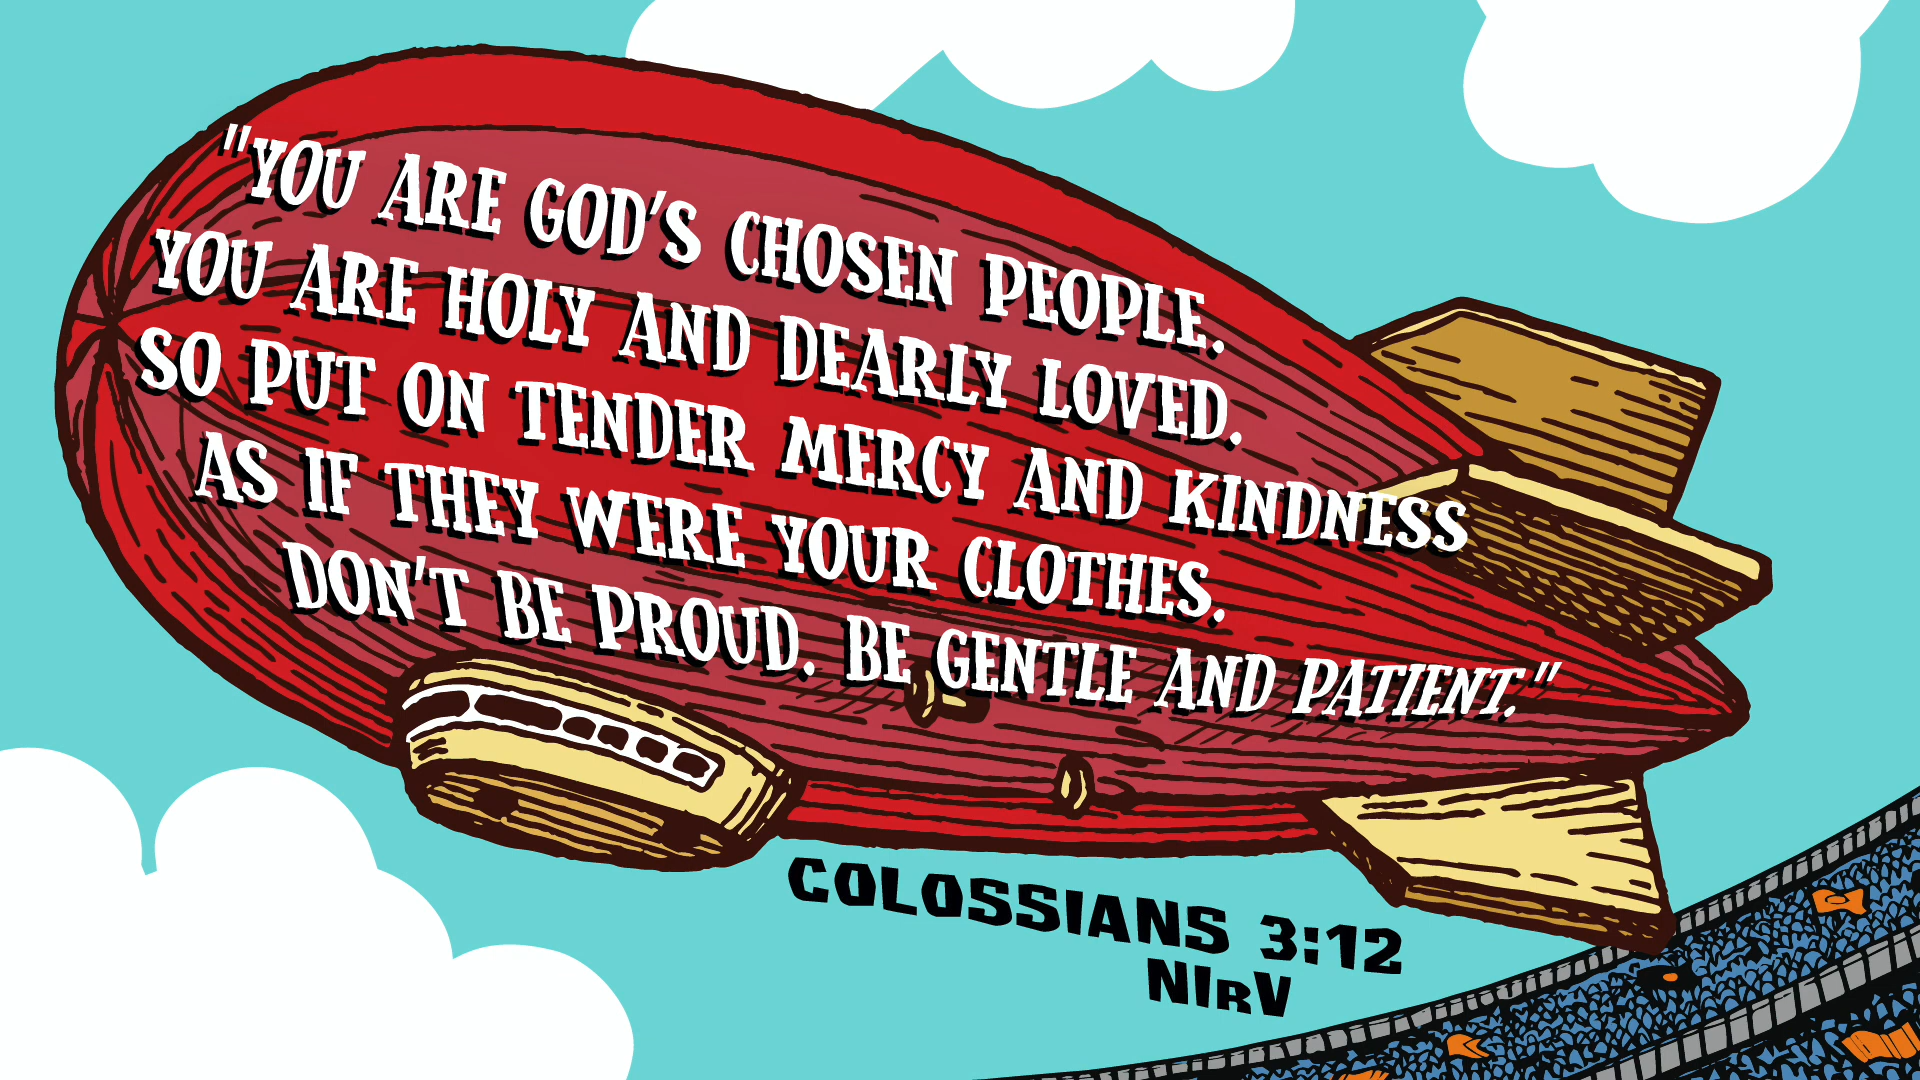 "YOU ARE GOD'S CHOSEN PEOPLE.
YOU ARE HOLY AND DEARLY LOVED.
SO PUT ON TENDER MERCY AND KINDNESS
AS IF THEY WERE YOUR CLOTHES.
DON'T BE PROUD. BE GENTLE AND PATIENT."
COLOSSIANS 3:12
NIrV